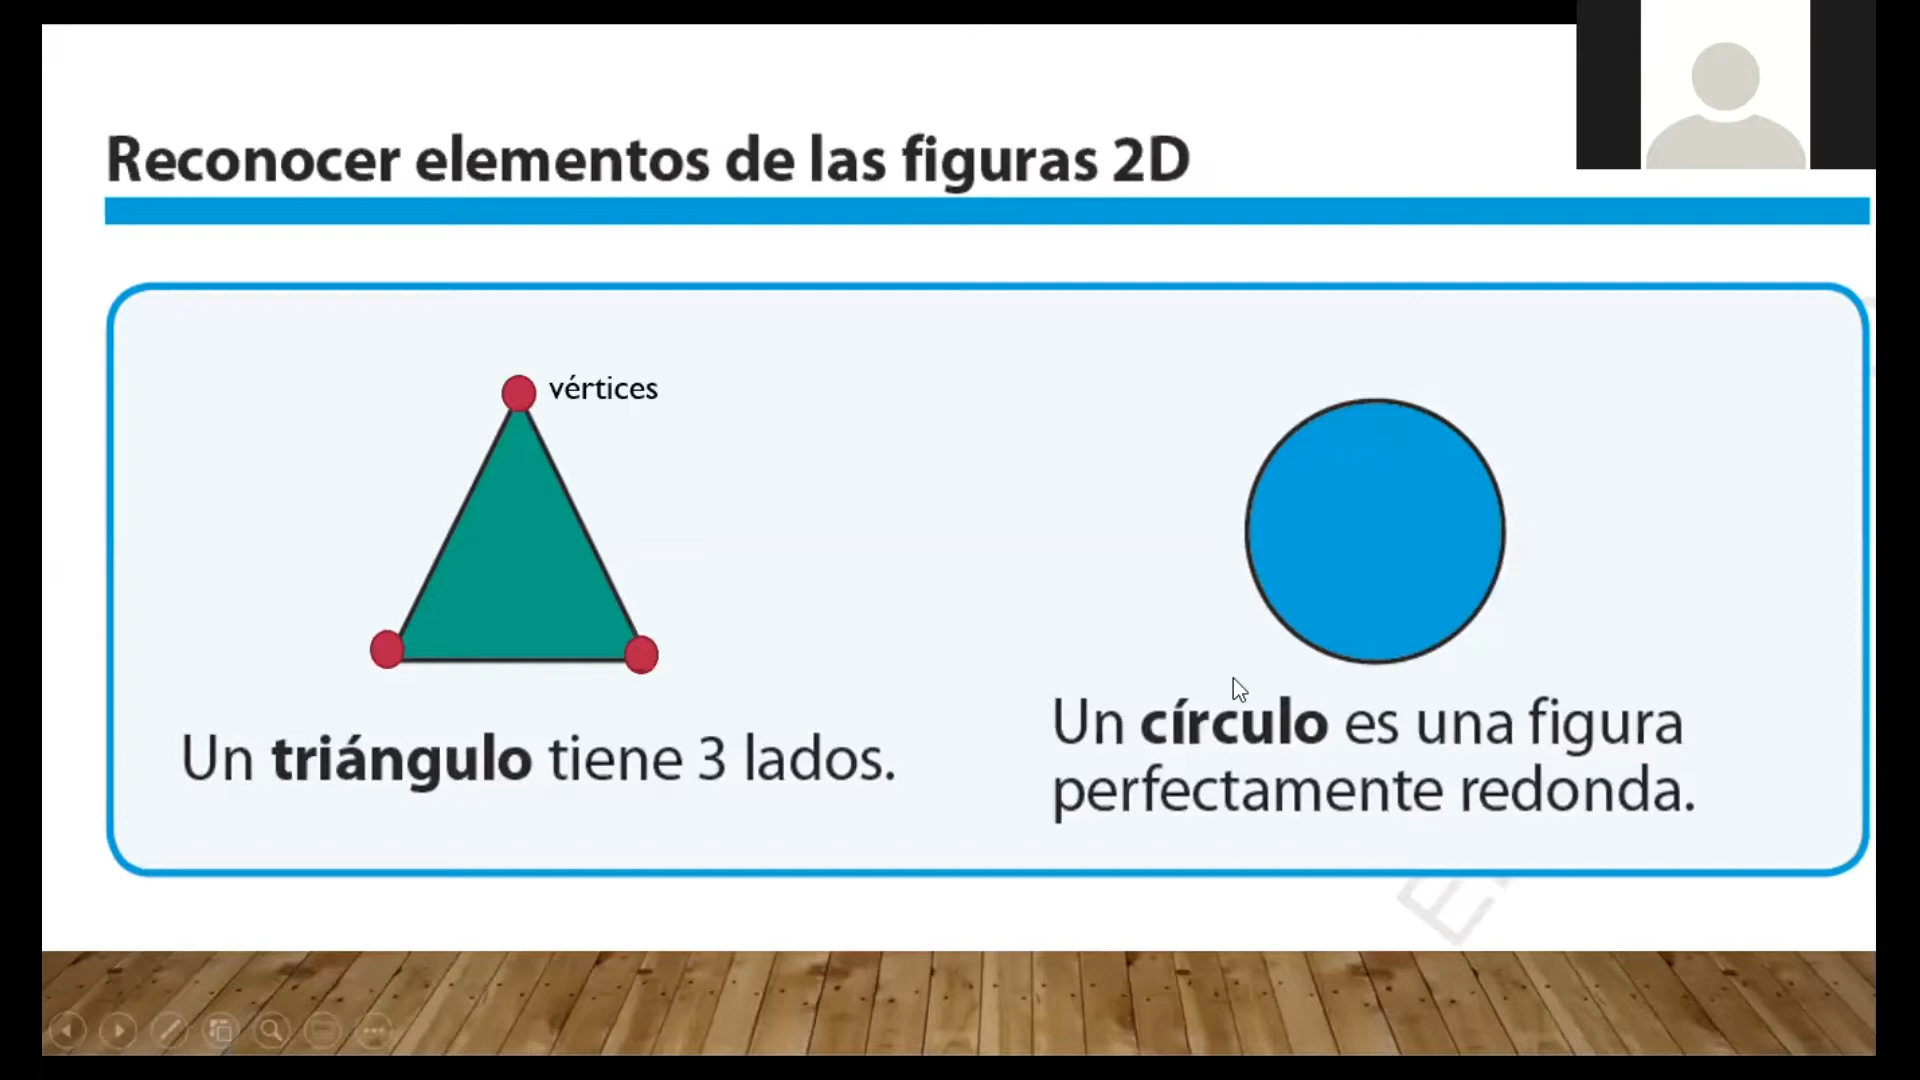 Reconocer elementos de las figuras 2D
vértices
Un triángulo tiene 3 lados.
Un círculo es una figura
perfectamente redonda.